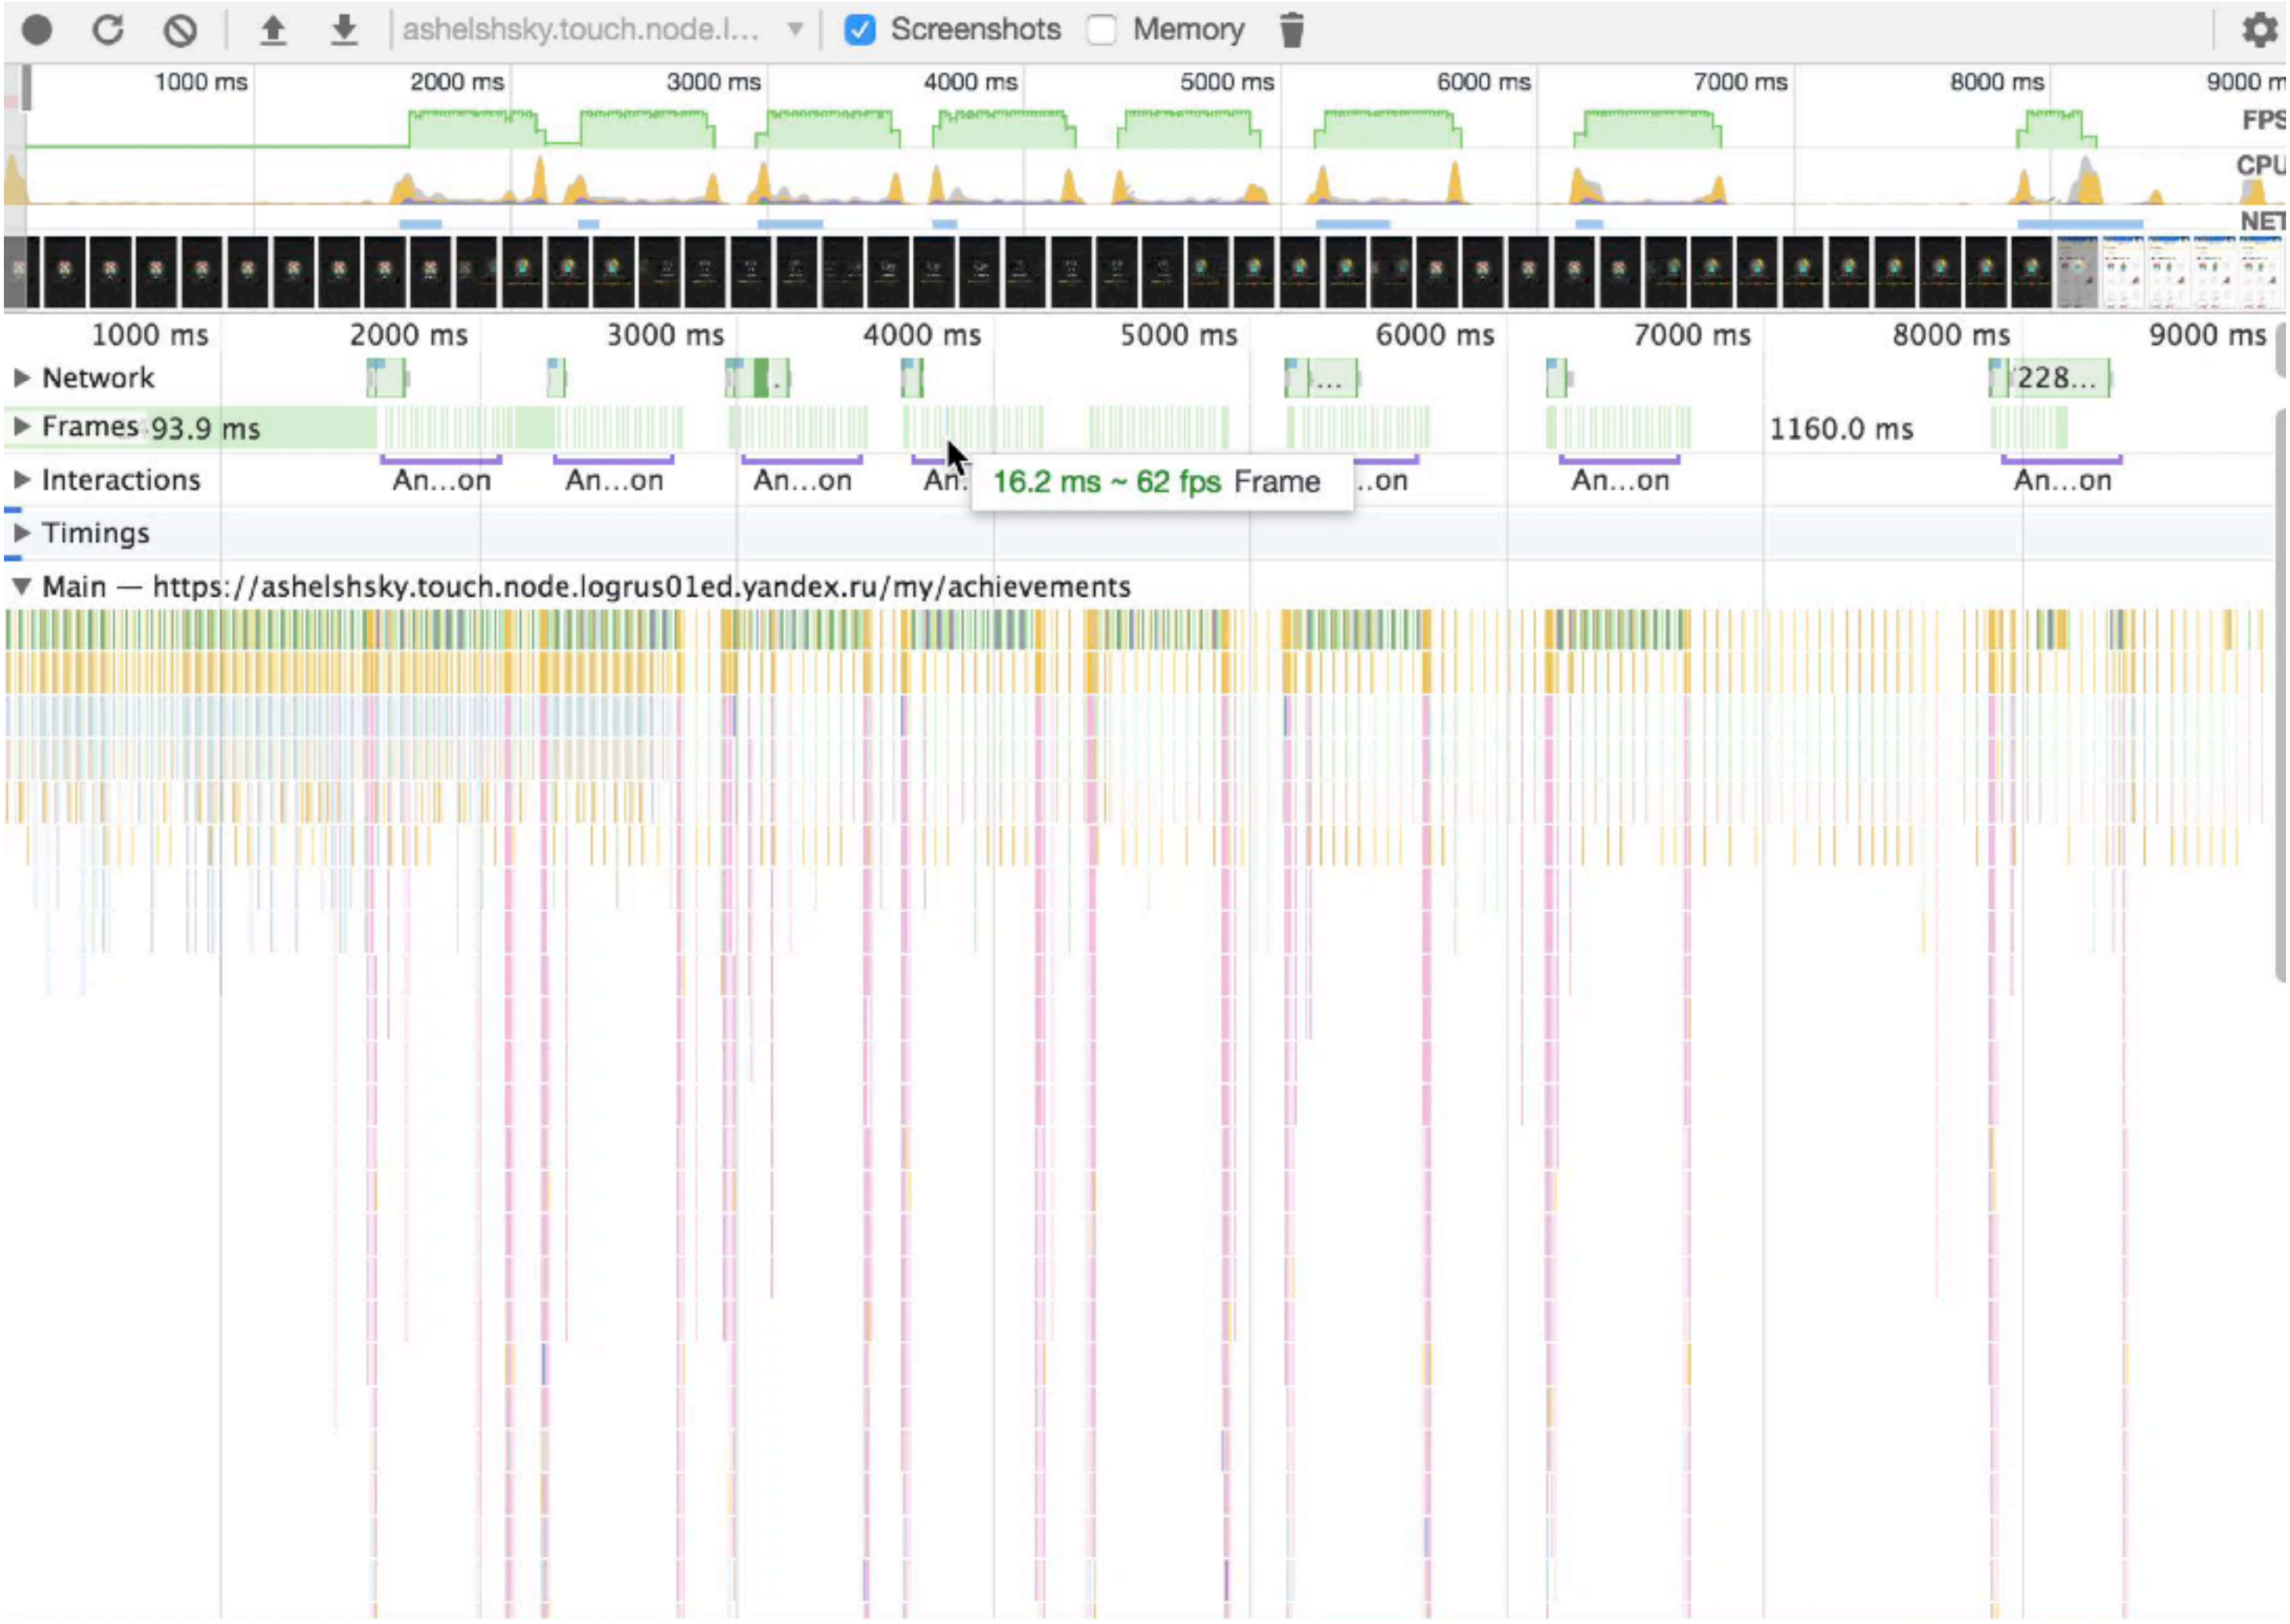 ashelshsky.touch.node.l... Screenshots Memory
1000 ms 2000 ms 3000 ms 4000 ms 5000 ms 6000 ms 7000 ms 8000 ms 9000 m
FPS
CPU
NET
1000 ms 2000 ms 3000 ms 4000 ms 5000 ms 6000 ms 7000 ms 8000 ms 9000 ms
Network ... 228...
Frames 93.9 ms 1160.0 ms
Interactions An...on An...on An...on An. 16.2 ms ~ 62 fps Frame ..on An...on An...on
Timings
Main — https://ashelshsky.touch.node.logrus01ed.yandex.ru/my/achievements